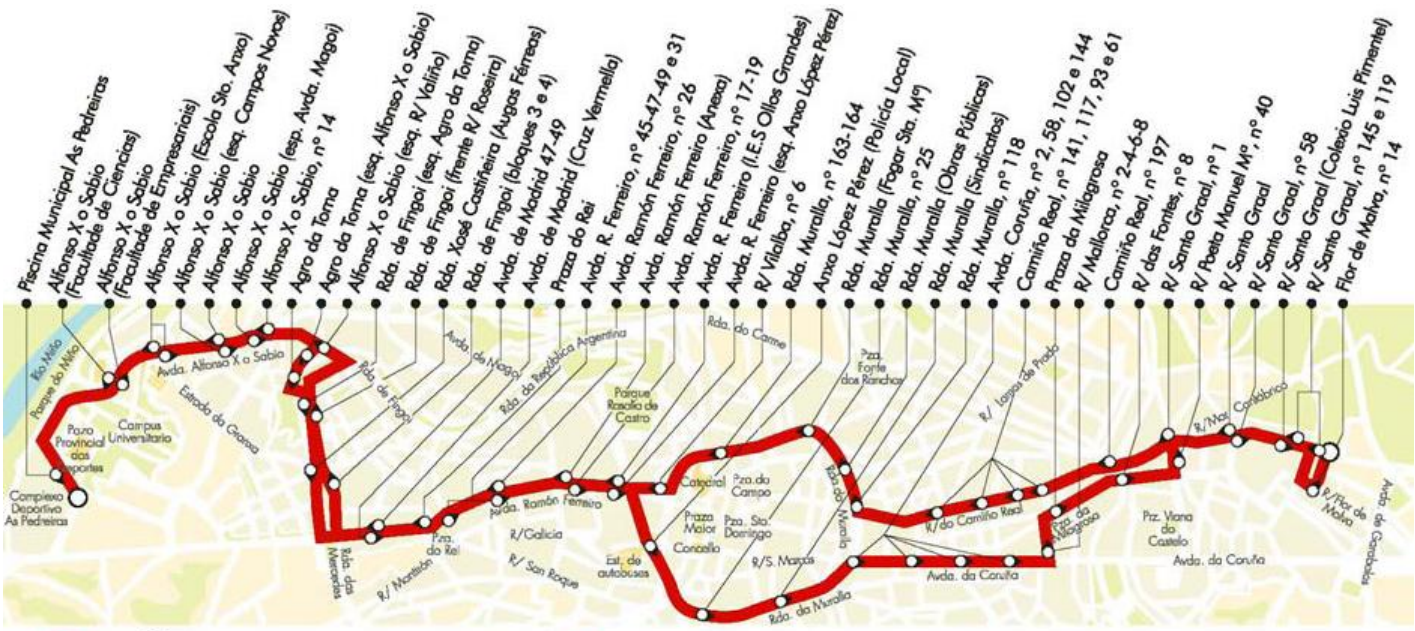 Piscina Municipal As Pedreiras
Alfonso X o Sabio
(Facultade de Ciencias)
Alfonso X o Sabio
(Facultade de Empresariais)
Alfonso X o Sabio (Escola Sto. Anxo)
Alfonso X o Sabio (esq. Campos Novos)
Alfonso X o Sabio
Alfonso X o Sabio (esp. Avda. Magoi)
Alfonso X o Sabio, nº 14
Agro da Torna
Agro da Torna (esq. Alfonso X o Sabio)
Alfonso X o Sabio (esq. R/ Valiño)
Rda. de Fingoi (esq. Agro da Torna)
Rda. de Fingoi (frente R/ Roseira)
Rda. Xosé Castiñeira (Augas Férreas)
Rda. de Fingoi (bloques 3 e 4)
Avda. de Madrid 47-49
Avda. de Madrid (Cruz Vermella)
Praza do Rei
Avda. R. Ferreiro, nº 45-47-49 e 31
Avda. Ramón Ferreiro, nº 26
Avda. Ramón Ferreiro (Anexa)
Avda. Ramón Ferreiro, nº 17-19
Avda. R. Ferreiro (I.E.S Ollos Grandes)
Avda. R. Ferreiro (esq. Anxo López Pérez)
R/ Vilalba, nº 6
Rda. Muralla, nº 163-164
Anxo López Pérez (Policía Local)
Rda. Muralla (Fogar Sta. Mª)
Rda. Muralla, nº 25
Rda. Muralla (Obras Públicas)
Rda. Muralla (Sindicatos)
Rda. Muralla, nº 118
Avda. Coruña, nº 2, 58, 102 e 144
Camiño Real, nº 141, 117, 93 e 61
Praza da Milagrosa
R/ Mallorca, nº 2-4-6-8
Camiño Real, nº 197
R/ das Fontes, nº 8
R/ Santo Gral, nº 1
R/ Poeta Manuel Mª, nº 40
R/ Santo Gral
R/ Santo Gral, nº 58
R/ Santo Gral (Colexio Luis Pimentel)
R/ Santo Gral, nº 145 e 119
Flor de Malva, nº 14
Río Miño
Parque do Miño
Pazo
Provincial
dos
Deportes
Complexo
Deportivo
As Pedreiras
Campus
Universitario
Avda. Alfonso X o Sabio
Estrada da Granxa
Rda. de Fingoi
Avda. de Magoi
Rda. da República Argentina
Rda. das
Mercedes
R/ Montirón
Pza.
do Rei
Avda. Ramón Ferreiro
R/Galicia
R/ San Roque
Parque
Rosalía de
Castro
Est. de
autobuses
Rda. do Carme
Catedral
Pza. do
Campo
Praza
Maior
Pza. Sto.
Domingo
Concello
R/S. Marcos
Rda. da Muralla
Rda. da Muralla
Pza.
Fonte
dos Ranchos
R/ Lamas de Prado
R/ do Camiño Real
Avda. da Coruña
Pza. da
Milagrosa
R/Mar Cantábrico
Prz. Viana
do
Castelo
Avda. da Coruña
R/ Flor de
Malva